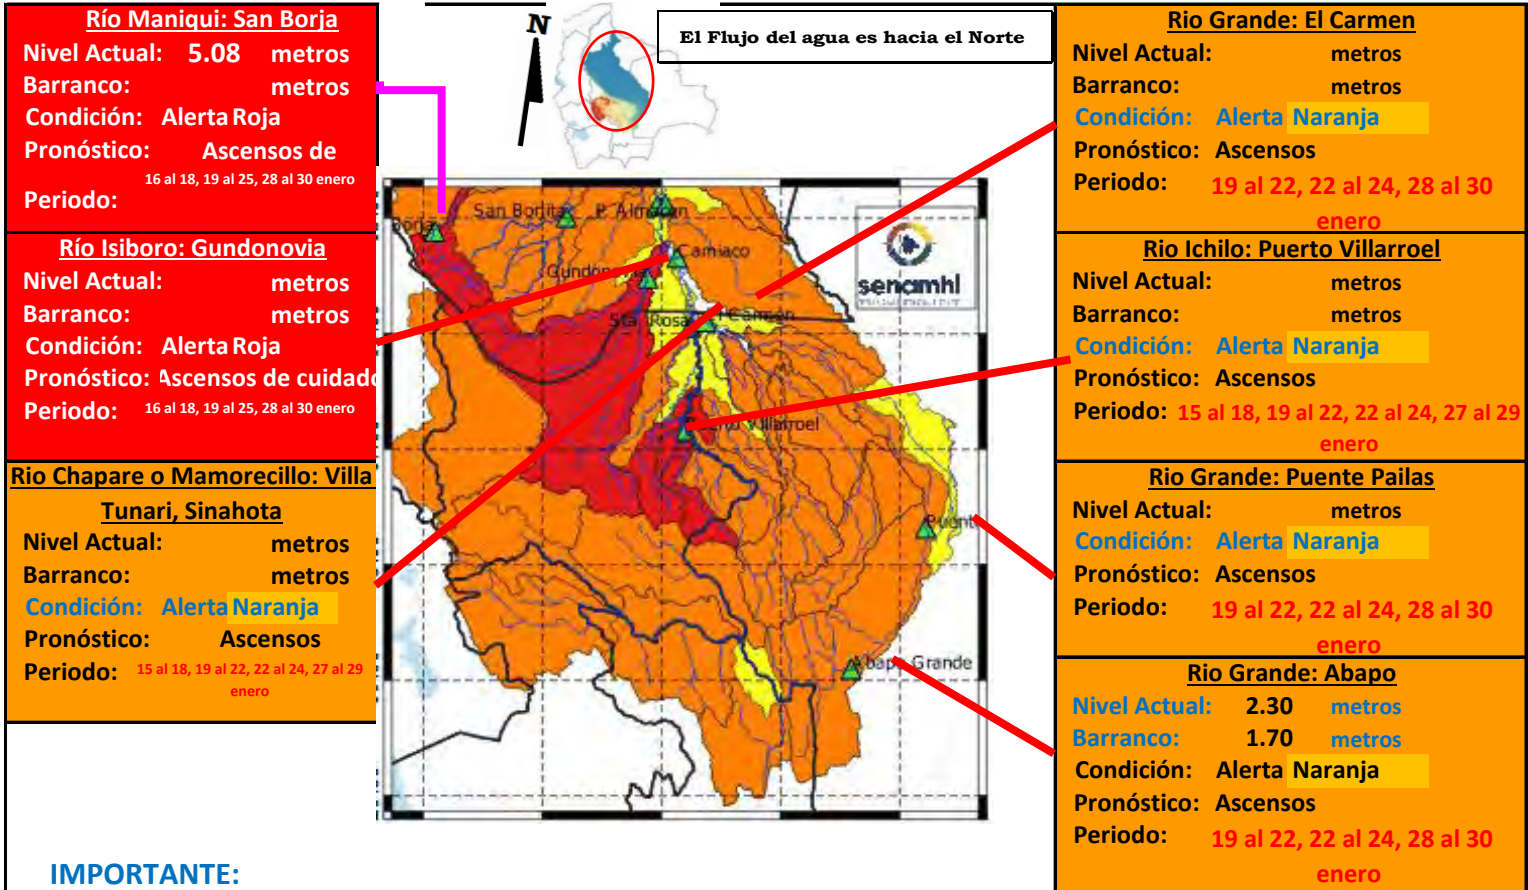 Río Maniqui: San Borja
Nivel Actual: 5.08 metros
Barranco: metros
Condición: Alerta Roja
Pronóstico: Ascensos de
16 al 18, 19 al 25, 28 al 30 enero
Periodo:
Río Isiboro: Gundonovia
Nivel Actual: metros
Barranco: metros
Condición: Alerta Roja
Pronóstico: Ascensos de cuidado
Periodo: 16 al 18, 19 al 25, 28 al 30 enero
Rio Chapare o Mamorecillo: Villa
Tunari, Sinahota
Nivel Actual: metros
Barranco: metros
Condición: Alerta Naranja
Pronóstico: Ascensos
Periodo: 15 al 18, 19 al 22, 22 al 24, 27 al 29
enero
IMPORTANTE:
N
El Flujo del agua es hacia el Norte
Borja
San Borjita
P. Almacen
Camiaco
Gundonovia
senamhi
Sta. Rosa
El Carmen
Puerto Villarroel
Puent
Abapo Grande
Rio Grande: El Carmen
Nivel Actual: metros
Barranco: metros
Condición: Alerta Naranja
Pronóstico: Ascensos
Periodo: 19 al 22, 22 al 24, 28 al 30
enero
Rio Ichilo: Puerto Villarroel
Nivel Actual: metros
Barranco: metros
Condición: Alerta Naranja
Pronóstico: Ascensos
Periodo: 15 al 18, 19 al 22, 22 al 24, 27 al 29
enero
Rio Grande: Puente Pailas
Nivel Actual: metros
Condición: Alerta Naranja
Pronóstico: Ascensos
Periodo: 19 al 22, 22 al 24, 28 al 30
enero
Rio Grande: Abapo
Nivel Actual: 2.30 metros
Barranco: 1.70 metros
Condición: Alerta Naranja
Pronóstico: Ascensos
Periodo: 19 al 22, 22 al 24, 28 al 30
enero